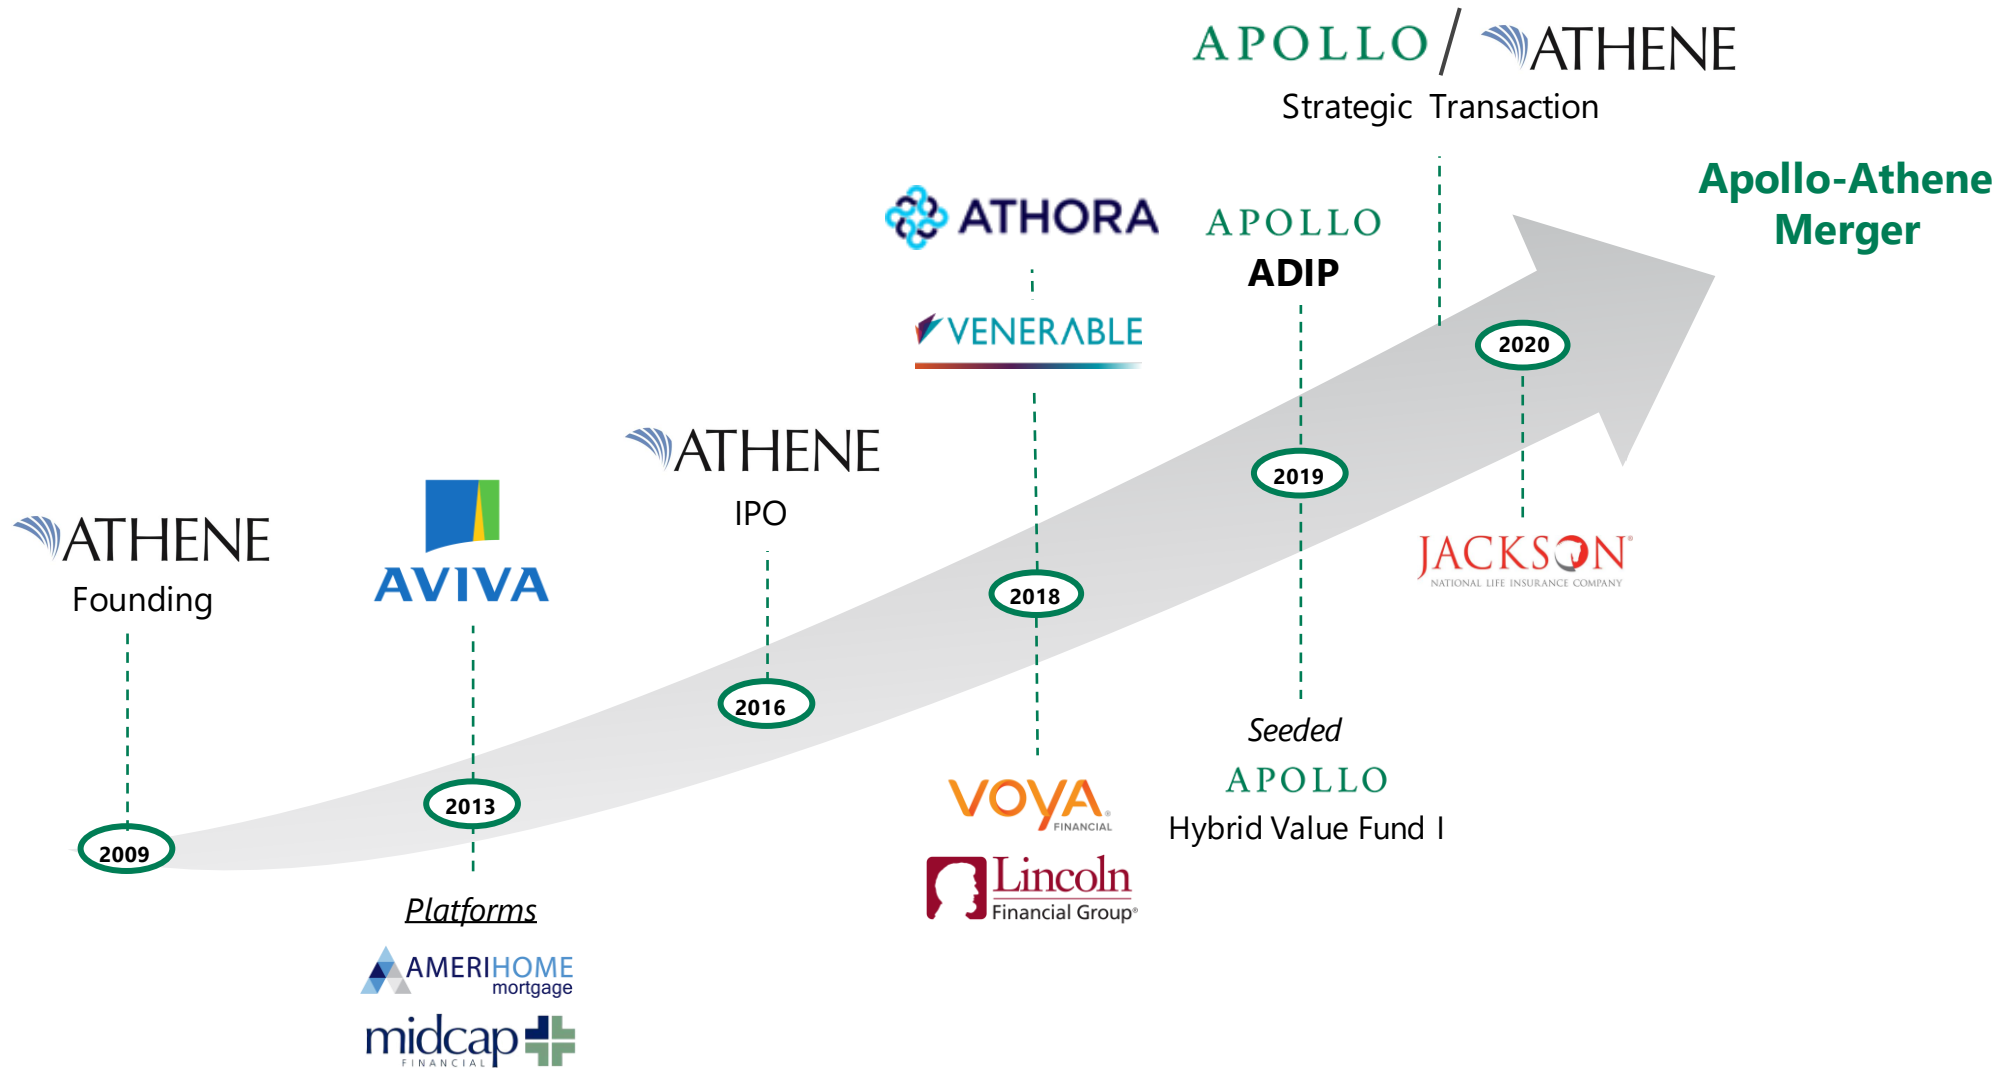 APOLLO / ATHENE
Strategic Transaction
Apollo-Athene
Merger
ATHORA
APOLLO
ADIP
VENERABLE
2020
ATHENE
IPO
2019
ATHENE
Founding
AVIVA
JACKSON®
NATIONAL LIFE INSURANCE COMPANY
2018
2016
Seeded
APOLLO
Hybrid Value Fund I
VOYA®
FINANCIAL
2013
2009
Lincoln
Financial Group®
Platforms
AMERIHOME
mortgage
midcap
FINANCIAL